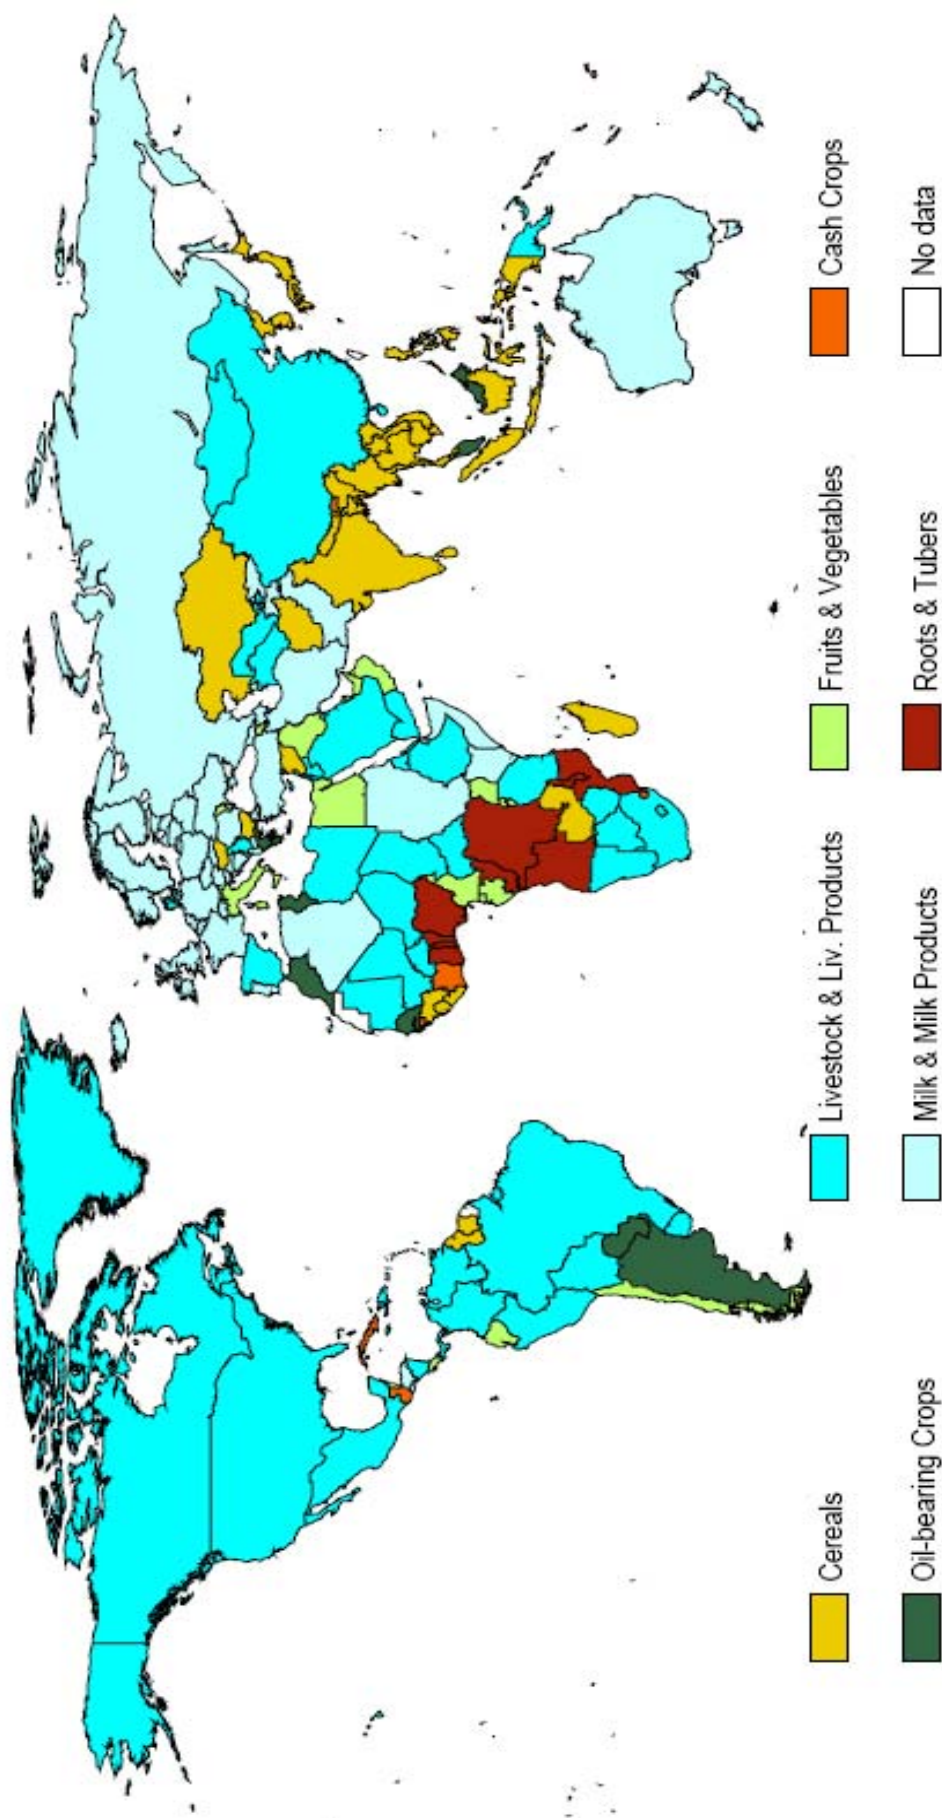 Cereals
Livestock & Liv. Products
Fruits & Vegetables
Cash Crops
Oil-bearing Crops
Milk & Milk Products
Roots & Tubers
No data